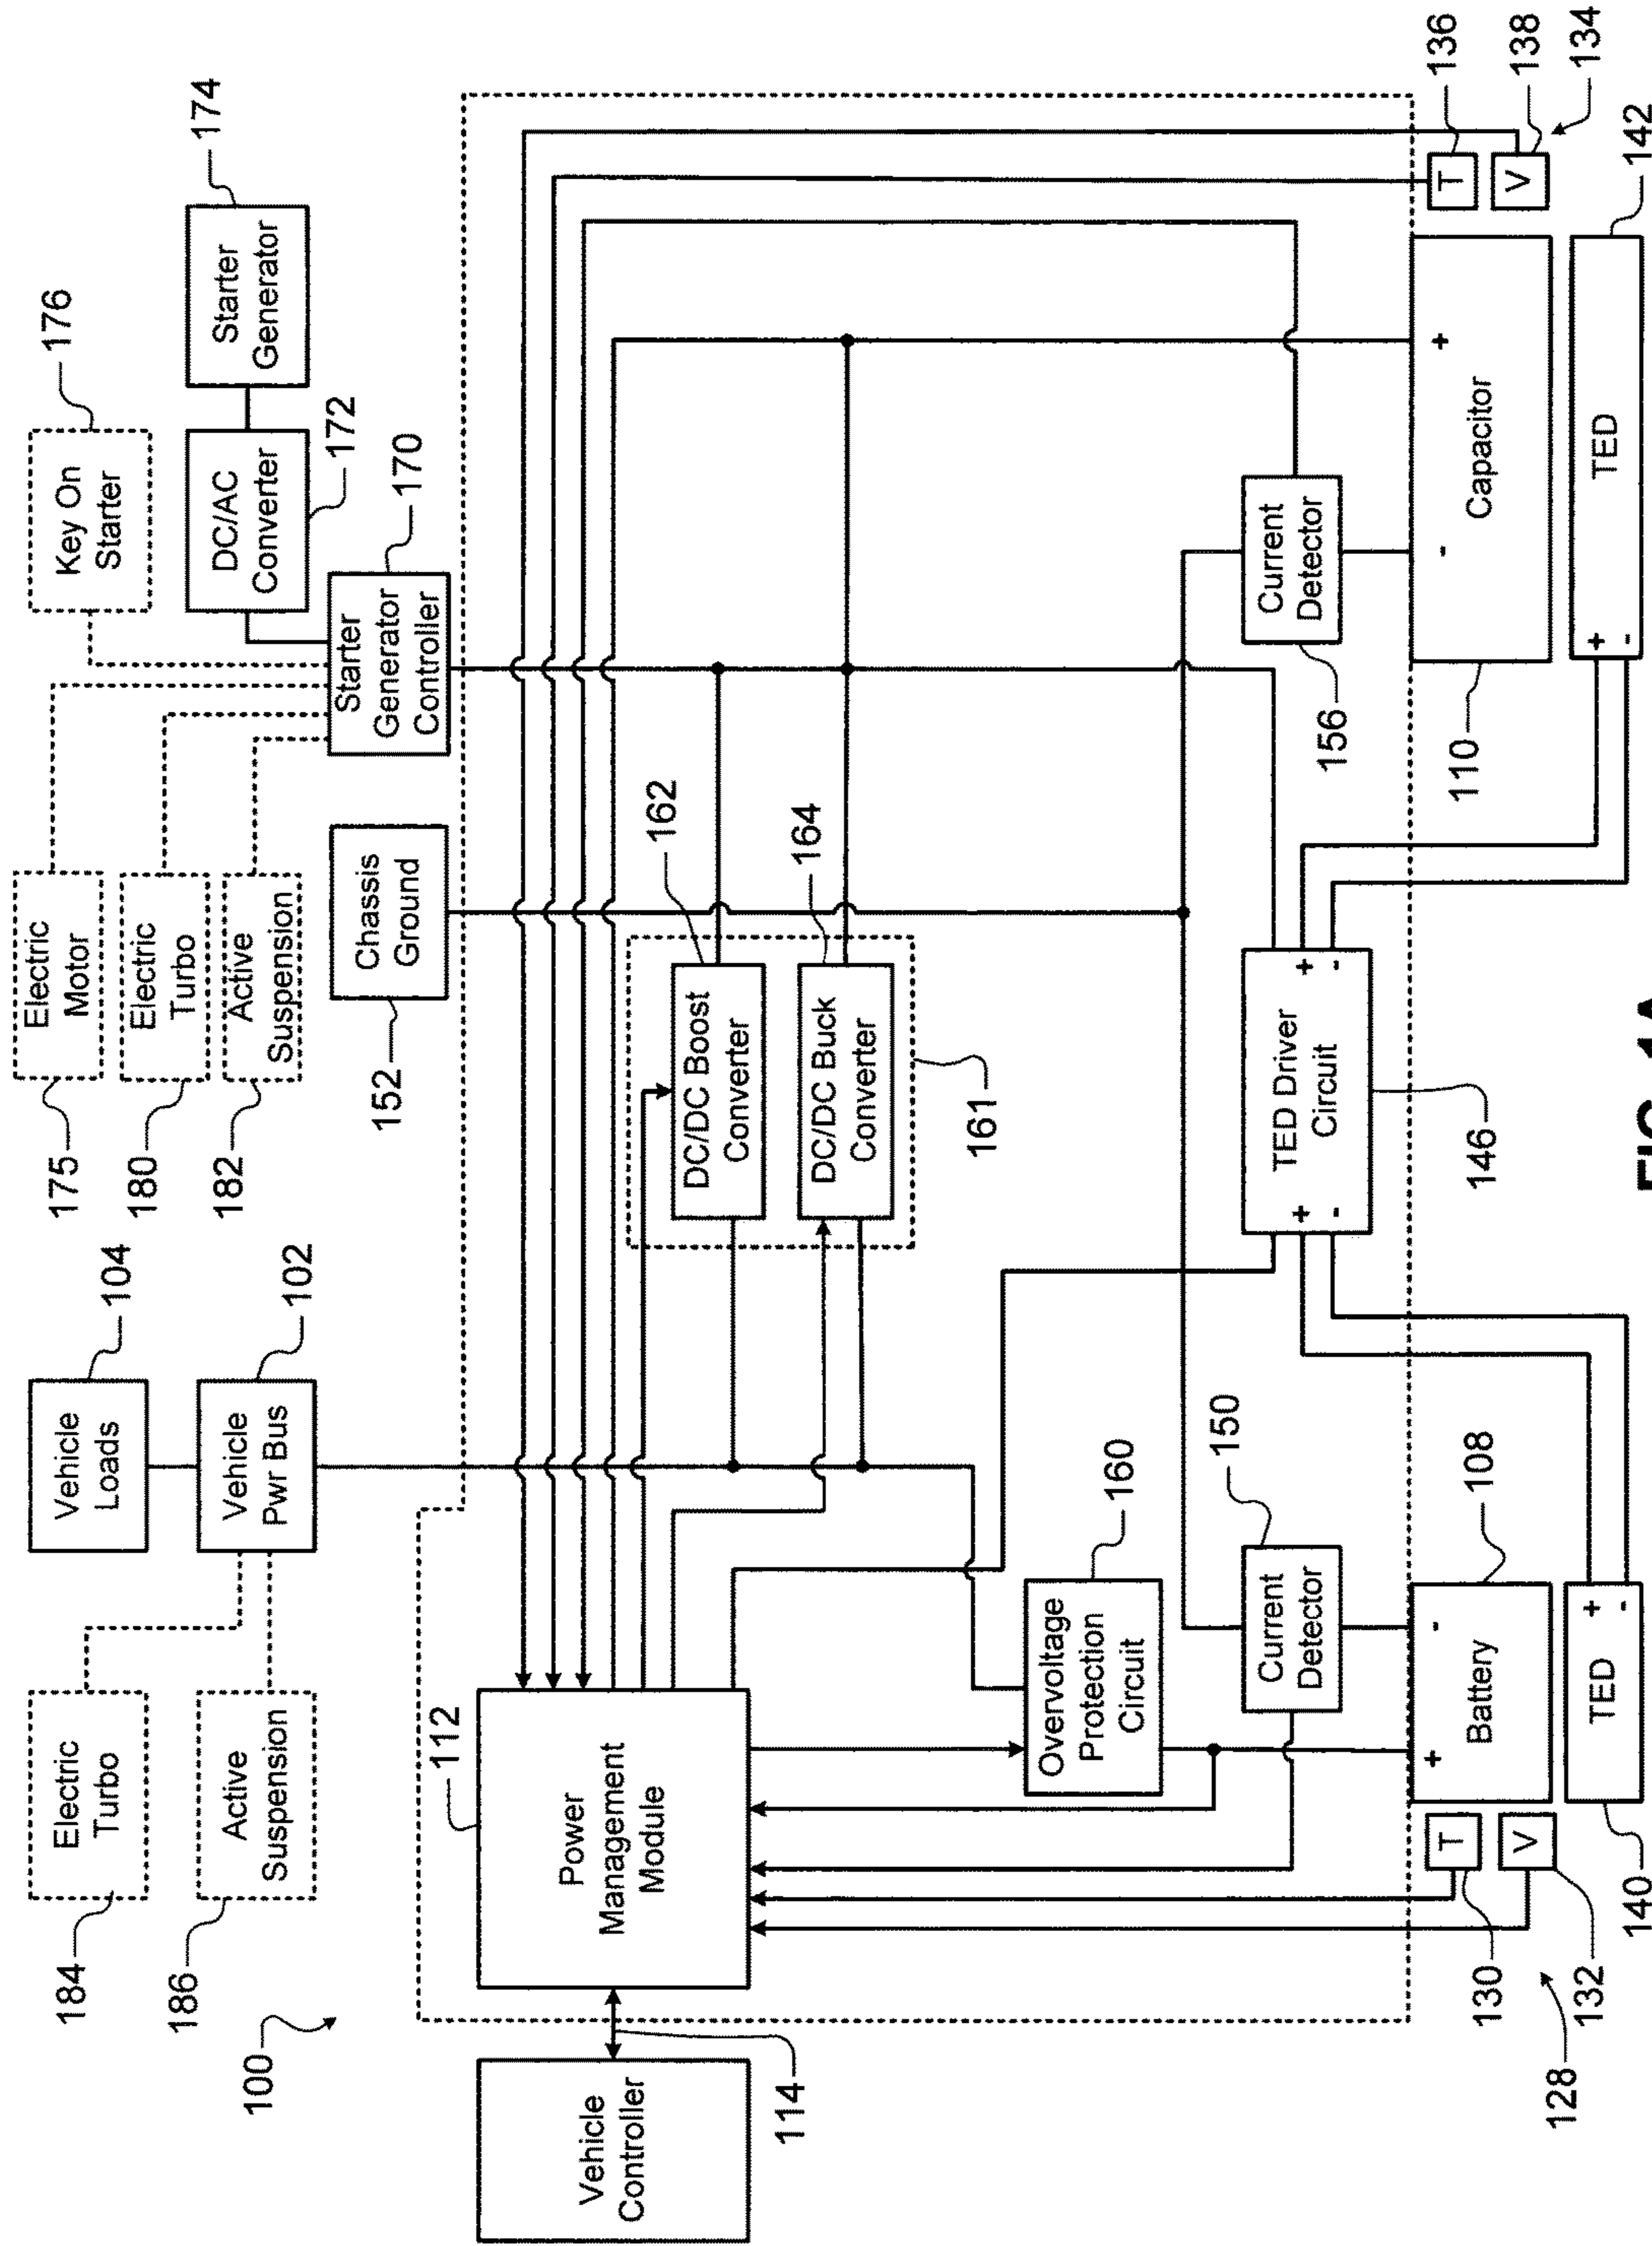 184
Electric
Turbo
186
Active
Suspension
100
Vehicle
Loads
104
Vehicle
Pwr Bus
102
175
Electric
Motor
180
Electric
Turbo
182
Active
Suspension
152
Chassis
Ground
176
Key On
Starter
DC/AC
Converter
172
Starter
Generator
174
Starter
Generator
Controller
170
Vehicle
Controller
114
112
Power
Management
Module
DC/DC Boost
Converter
162
DC/DC Buck
Converter
164
161
Overvoltage
Protection
Circuit
160
Current
Detector
150
TED Driver
Circuit
+
-
+
-
146
Current
Detector
156
128
T
130
V
132
+
-
Battery
108
TED
+
-
140
-
+
Capacitor
110
+
-
TED
142
T
136
V
138
134
FIG. 1A